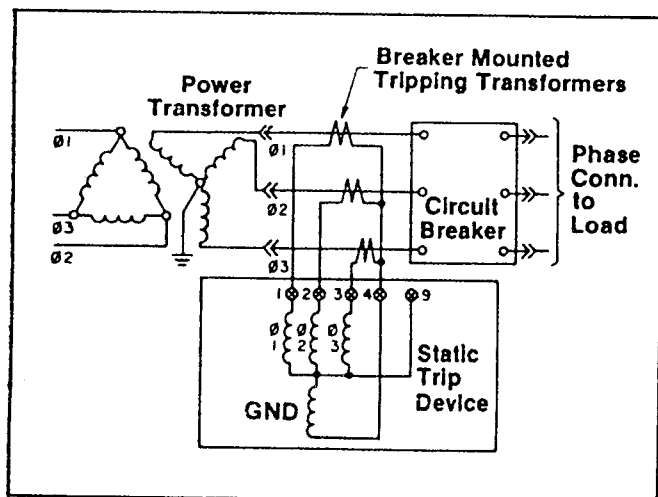 Breaker Mounted
Tripping Transformers
Power
Transformer
Ø1
Ø1
Phase
Conn.
to
Load
Ø2
Circuit
Breaker
Ø3
Ø2
Ø3
1 2 3 4 9
Ø
1
Ø
2
Ø
3
Static
Trip
Device
GND